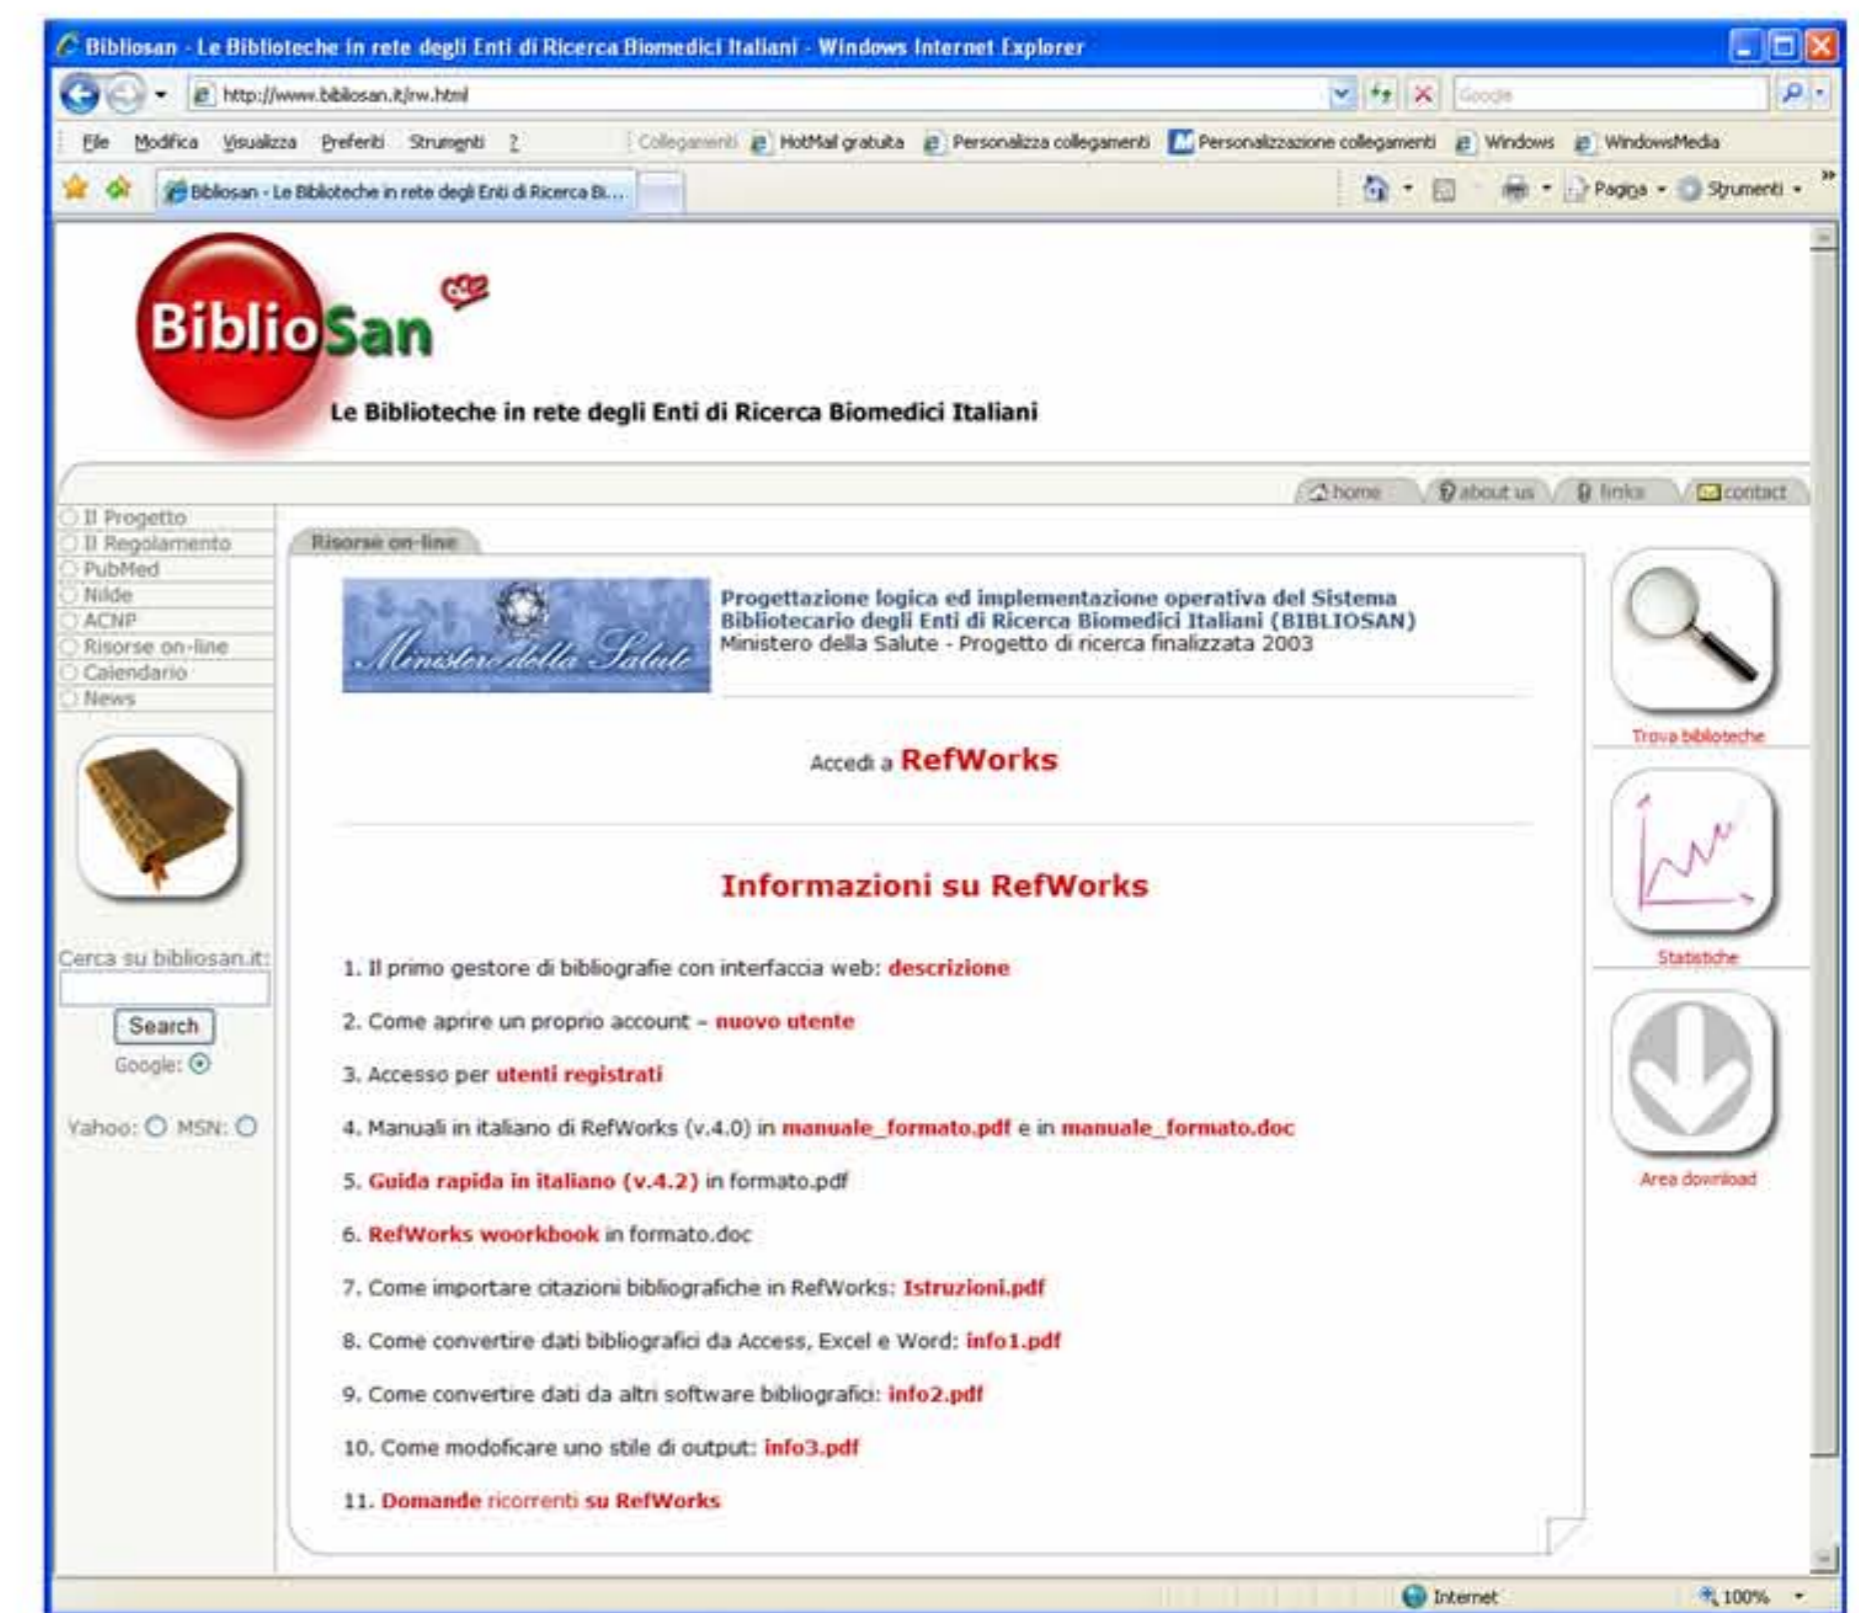 Bibliosan - Le Biblioteche in rete degli Enti di Ricerca Biomedici Italiani - Windows Internet Explorer
http://www.bibliosan.it/rw.html
Google
File Modifica Visualizza Preferiti Strumenti ?
Collegamenti HotMail gratuita Personalizza collegamenti Personalizzazione collegamenti Windows WindowsMedia
Bibliosan - Le Biblioteche in rete degli Enti di Ricerca Bi...
Pagina Strumenti »
BiblioSan
Le Biblioteche in rete degli Enti di Ricerca Biomedici Italiani
home about us links contact
Il Progetto
Il Regolamento
PubMed
Nilde
ACNP
Risorse on-line
Calendario
News
Cerca su bibliosan.it:
Search
Google:
Yahoo: MSN:
Risorse on-line
Ministero della Salute
Progettazione logica ed implementazione operativa del Sistema
Bibliotecario degli Enti di Ricerca Biomedici Italiani (BIBLIOSAN)
Ministero della Salute - Progetto di ricerca finalizzata 2003
Accedi a RefWorks
Informazioni su RefWorks
1. Il primo gestore di bibliografie con interfaccia web: descrizione
2. Come aprire un proprio account – nuovo utente
3. Accesso per utenti registrati
4. Manuali in italiano di RefWorks (v.4.0) in manuale_formato.pdf e in manuale_formato.doc
5. Guida rapida in italiano (v.4.2) in formato.pdf
6. RefWorks woorkbook in formato.doc
7. Come importare citazioni bibliografiche in RefWorks: Istruzioni.pdf
8. Come convertire dati bibliografici da Access, Excel e Word: info1.pdf
9. Come convertire dati da altri software bibliografici: info2.pdf
10. Come modoficare uno stile di output: info3.pdf
11. Domande ricorrenti su RefWorks
Trova biblioteche
Statistiche
Area download
Internet
100%